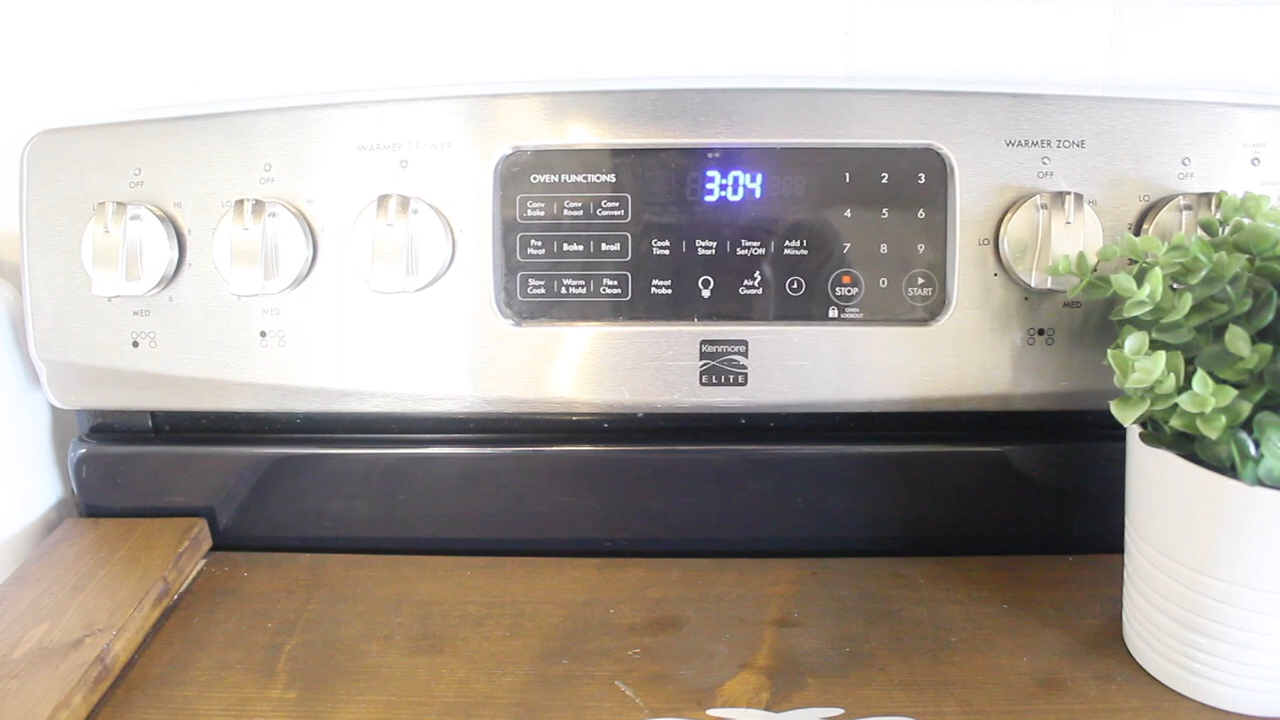 WARMER DRAWER
WARMER ZONE
OFF
OFF
OFF
OFF
LO
HI
LO
HI
LO
HI
LO
MED
MED
MED
OVEN FUNCTIONS
3:04
Conv Bake
Conv Roast
Conv Convert
Pre Heat
Bake
Broil
Slow Cook
Warm & Hold
Flex Clean
Cook Time
Delay Start
Timer Set/Off
Add 1 Minute
Meat Probe
Air Guard
1 2 3
4 5 6
7 8 9
0
STOP
START
OVEN LOCKOUT
Kenmore
ELITE